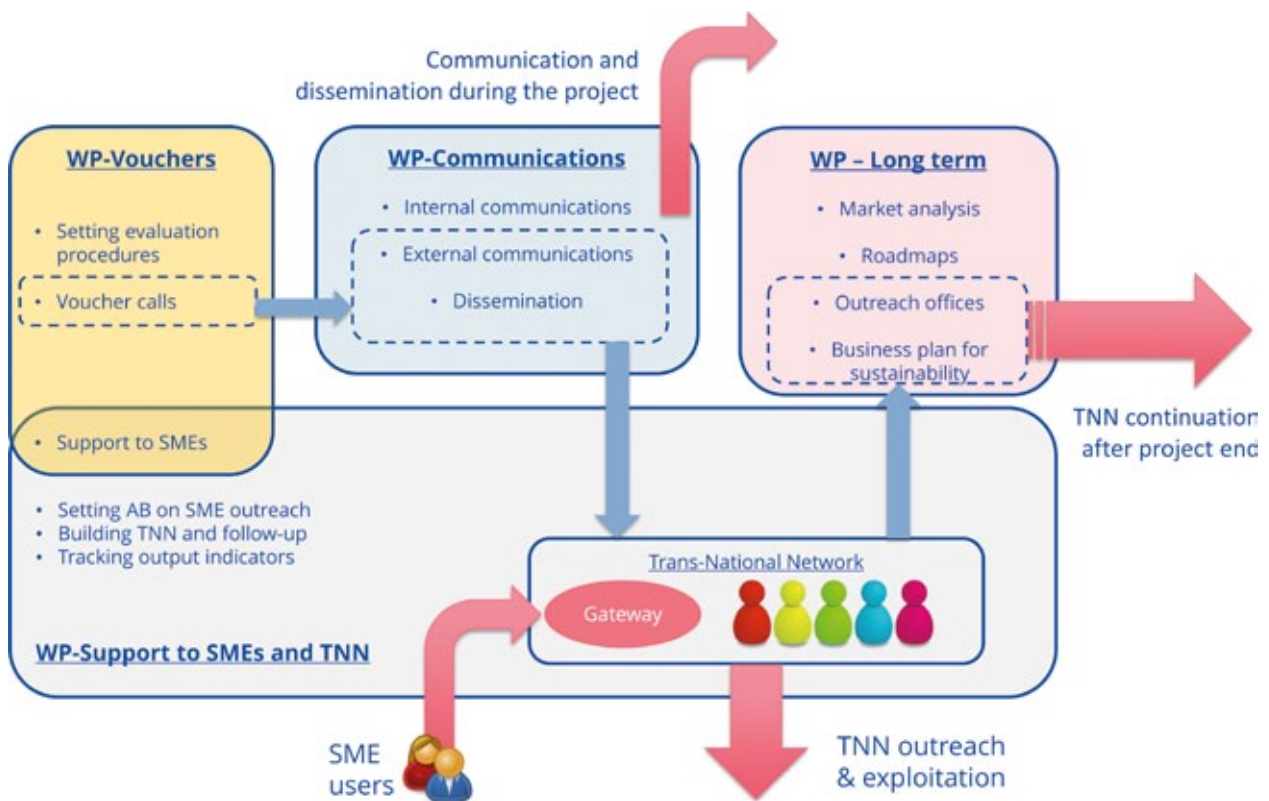 Communication and
dissemination during the project
WP-Vouchers
• Setting evaluation
procedures
• Voucher calls
• Support to SMEs
WP-Communications
• Internal communications
• External communications
• Dissemination
WP – Long term
• Market analysis
• Roadmaps
• Outreach offices
• Business plan for
sustainability
TNN continuation
after project end
• Setting AB on SME outreach
• Building TNN and follow-up
• Tracking output indicators
Trans-National Network
Gateway
WP-Support to SMEs and TNN
SME
users
TNN outreach
& exploitation